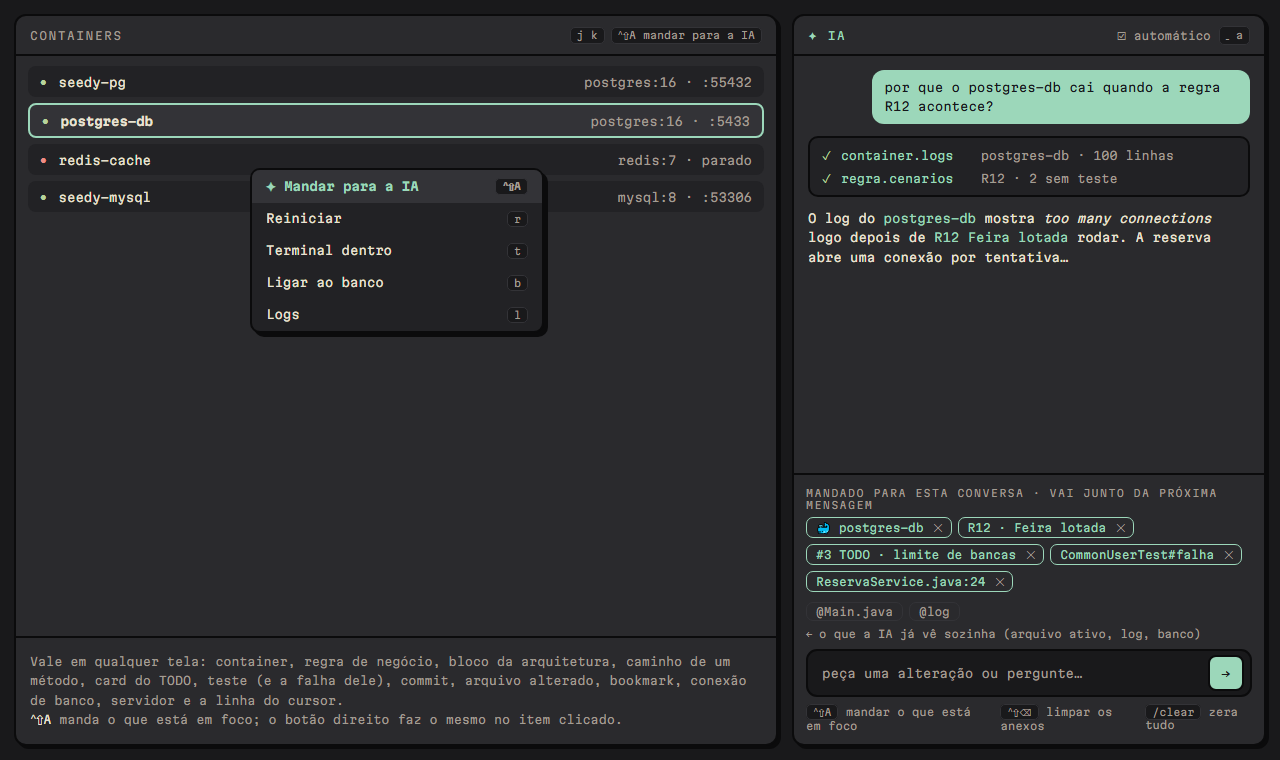 CONTAINERS
j k
^⇧A mandar para a IA
seedy-pg
postgres:16 · :55432
postgres-db
postgres:16 · :5433
redis-cache
redis:7 · parado
seedy-mysql
mysql:8 · :53306
✦ Mandar para a IA ^⇧A
Reiniciar r
Terminal dentro t
Ligar ao banco b
Logs l
Vale em qualquer tela: container, regra de negócio, bloco da arquitetura, caminho de um
método, card do TODO, teste (e a falha dele), commit, arquivo alterado, bookmark, conexão
de banco, servidor e a linha do cursor.
^⇧A manda o que está em foco; o botão direito faz o mesmo no item clicado.
✦ IA
☑ automático _ a
por que o postgres-db cai quando a regra
R12 acontece?
✓ container.logs postgres-db · 100 linhas
✓ regra.cenarios R12 · 2 sem teste
O log do postgres-db mostra too many connections
logo depois de R12 Feira lotada rodar. A reserva
abre uma conexão por tentativa…
MANDADO PARA ESTA CONVERSA · VAI JUNTO DA PRÓXIMA
MENSAGEM
🐳 postgres-db ×
R12 · Feira lotada ×
#3 TODO · limite de bancas ×
CommonUserTest#falha ×
ReservaService.java:24 ×
@Main.java
@log
← o que a IA já vê sozinha (arquivo ativo, log, banco)
peça uma alteração ou pergunte…
→
^⇧A mandar o que está
em foco
^⇧⌫ limpar os
anexos
/clear zera
tudo